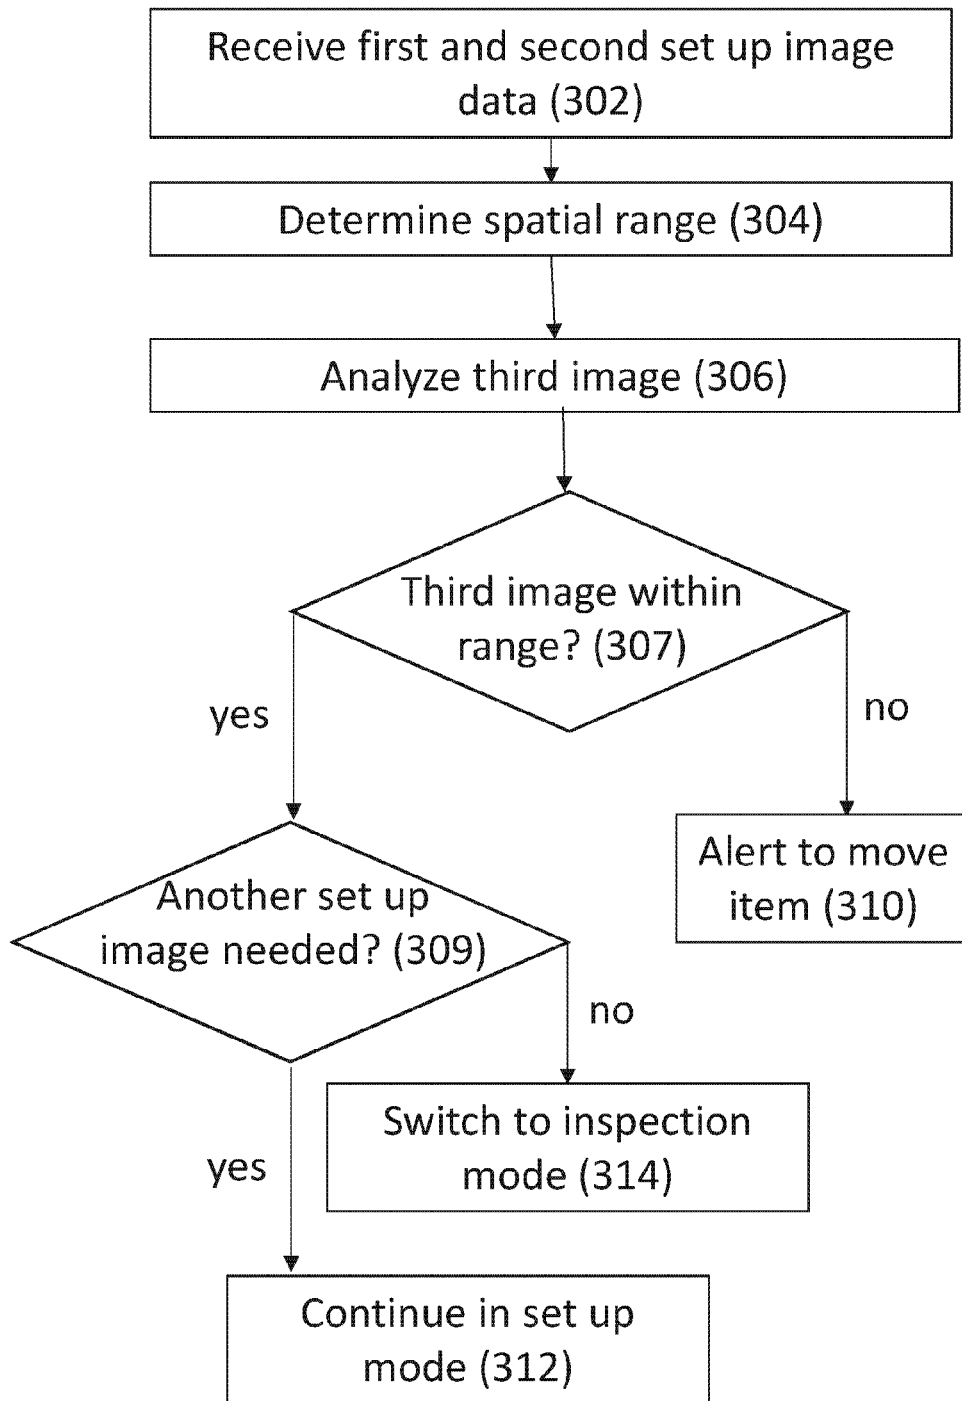 Receive first and second set up image
data (302)
Determine spatial range (304)
Analyze third image (306)
Third image within
range? (307)
yes
no
Alert to move
item (310)
Another set up
image needed? (309)
no
Switch to inspection
mode (314)
yes
Continue in set up
mode (312)